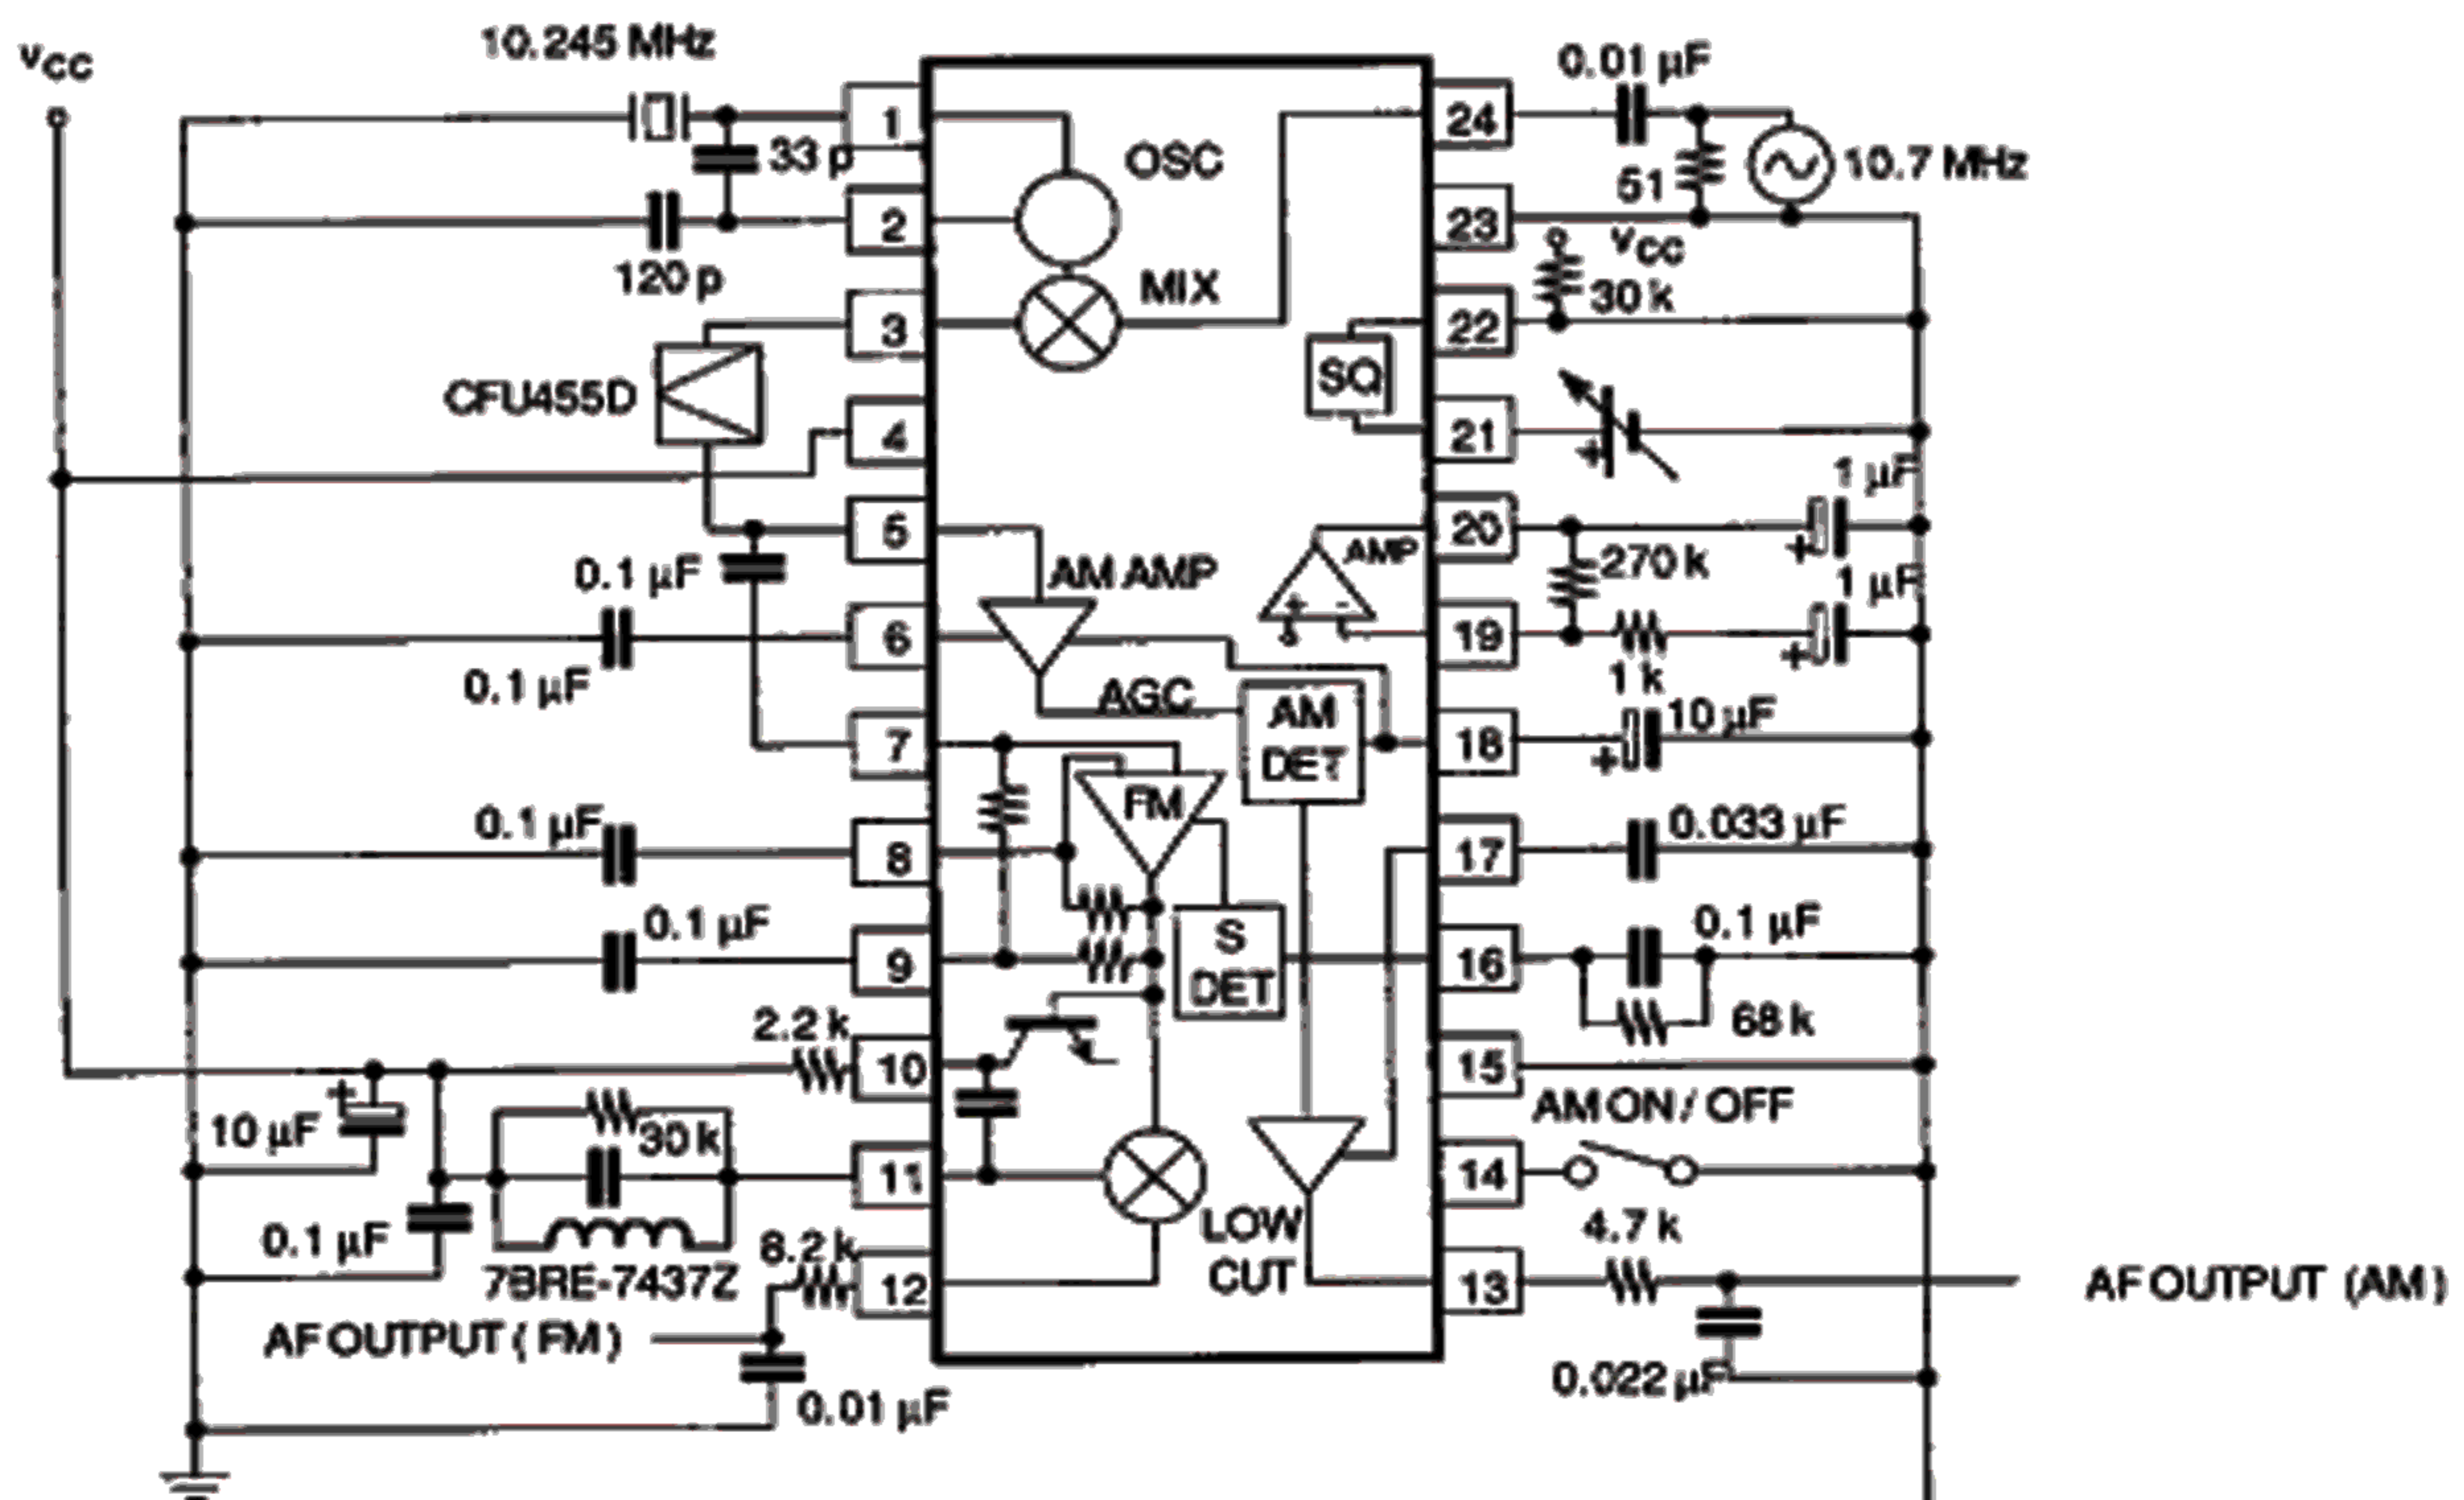 vCC
10.245 MHz
33 p
120 p
CFU455D
0.1 µF
0.1 µF
0.1 µF
0.1 µF
2.2 k
+
10 µF
30 k
0.1 µF
7BRE-7437Z
8.2 k
AF OUTPUT ( FM )
0.01 µF
1
2
3
4
5
6
7
8
9
10
11
12
OSC
MIX
SQ
AMP
+ -
AM AMP
AGC
AM
DET
FM
S
DET
LOW
CUT
24
23
22
21
20
19
18
17
16
15
14
13
0.01 µF
51
10.7 MHz
vCC
30 k
+
1 µF
+
270 k
1 µF
+
1 k
10 µF
+
0.033 µF
0.1 µF
68 k
AM ON / OFF
4.7 k
AF OUTPUT (AM)
0.022 µF